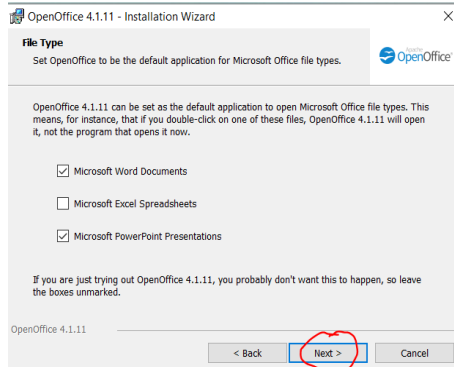 OpenOffice 4.1.11 - Installation Wizard
File Type
Set OpenOffice to be the default application for Microsoft Office file types.
Apache
OpenOffice
OpenOffice 4.1.11 can be set as the default application to open Microsoft Office file types. This
means, for instance, that if you double-click on one of these files, OpenOffice 4.1.11 will open
it, not the program that opens it now.
Microsoft Word Documents
Microsoft Excel Spreadsheets
Microsoft PowerPoint Presentations
If you are just trying out OpenOffice 4.1.11, you probably don't want this to happen, so leave
the boxes unmarked.
OpenOffice 4.1.11
< Back Next > Cancel